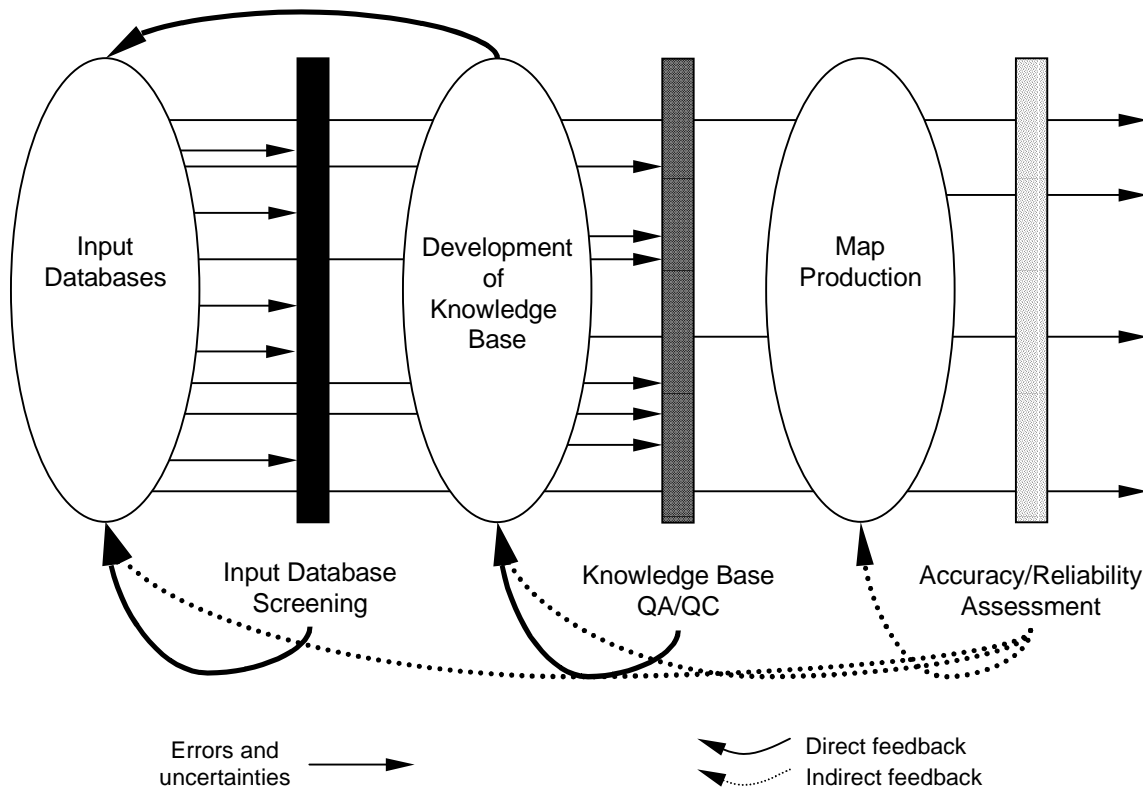 Input
Databases
Development
of
Knowledge
Base
Map
Production
Input Database
Screening
Knowledge Base
QA/QC
Accuracy/Reliability
Assessment
Errors and
uncertainties
Direct feedback
Indirect feedback